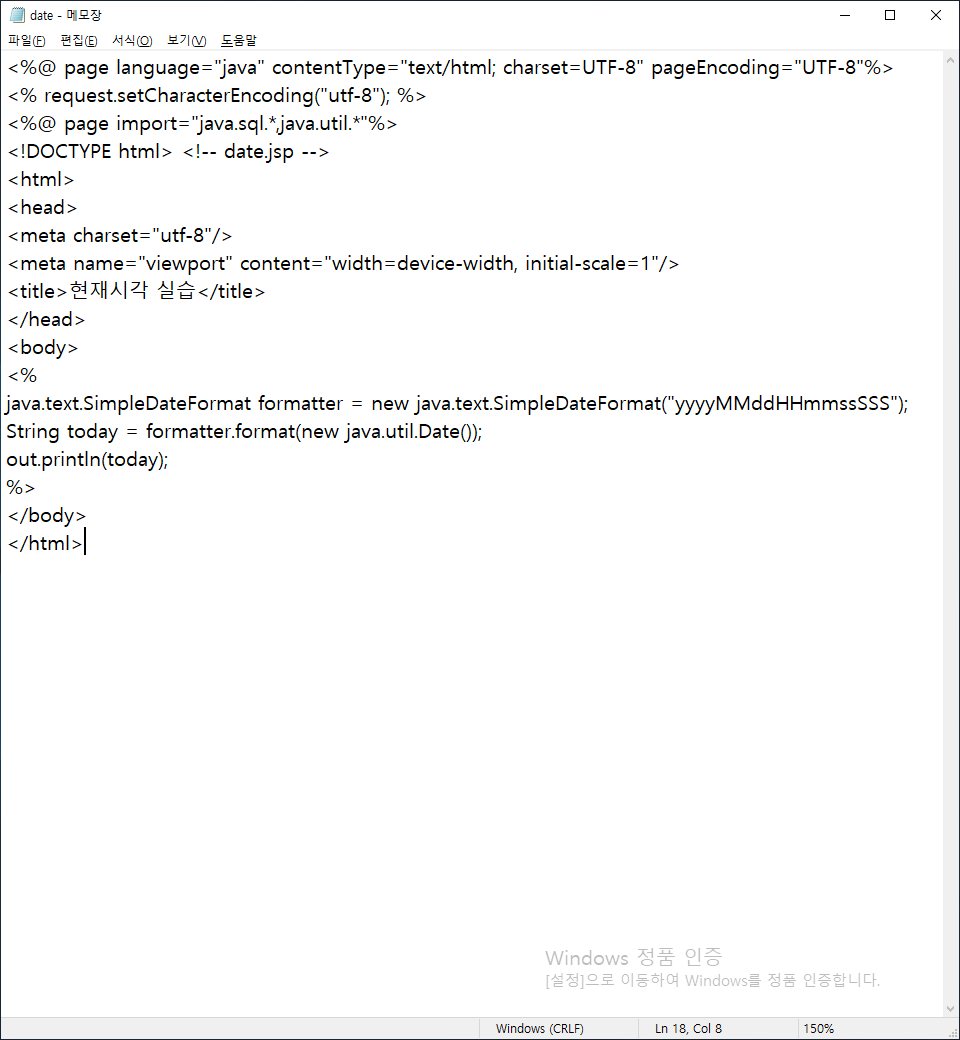 date - 메모장
파일(F) 편집(E) 서식(O) 보기(V) 도움말
<%@ page language="java" contentType="text/html; charset=UTF-8" pageEncoding="UTF-8"%>
<% request.setCharacterEncoding("utf-8"); %>
<%@ page import="java.sql.*,java.util.*"%>
<!DOCTYPE html> <!-- date.jsp -->
<html>
<head>
<meta charset="utf-8"/>
<meta name="viewport" content="width=device-width, initial-scale=1"/>
<title>현재시각 실습</title>
</head>
<body>
<%
java.text.SimpleDateFormat formatter = new java.text.SimpleDateFormat("yyyyMMddHHmmssSSS");
String today = formatter.format(new java.util.Date());
out.println(today);
%>
</body>
</html>
Windows 정품 인증
[설정]으로 이동하여 Windows를 정품 인증합니다.
Windows (CRLF) Ln 18, Col 8 150%